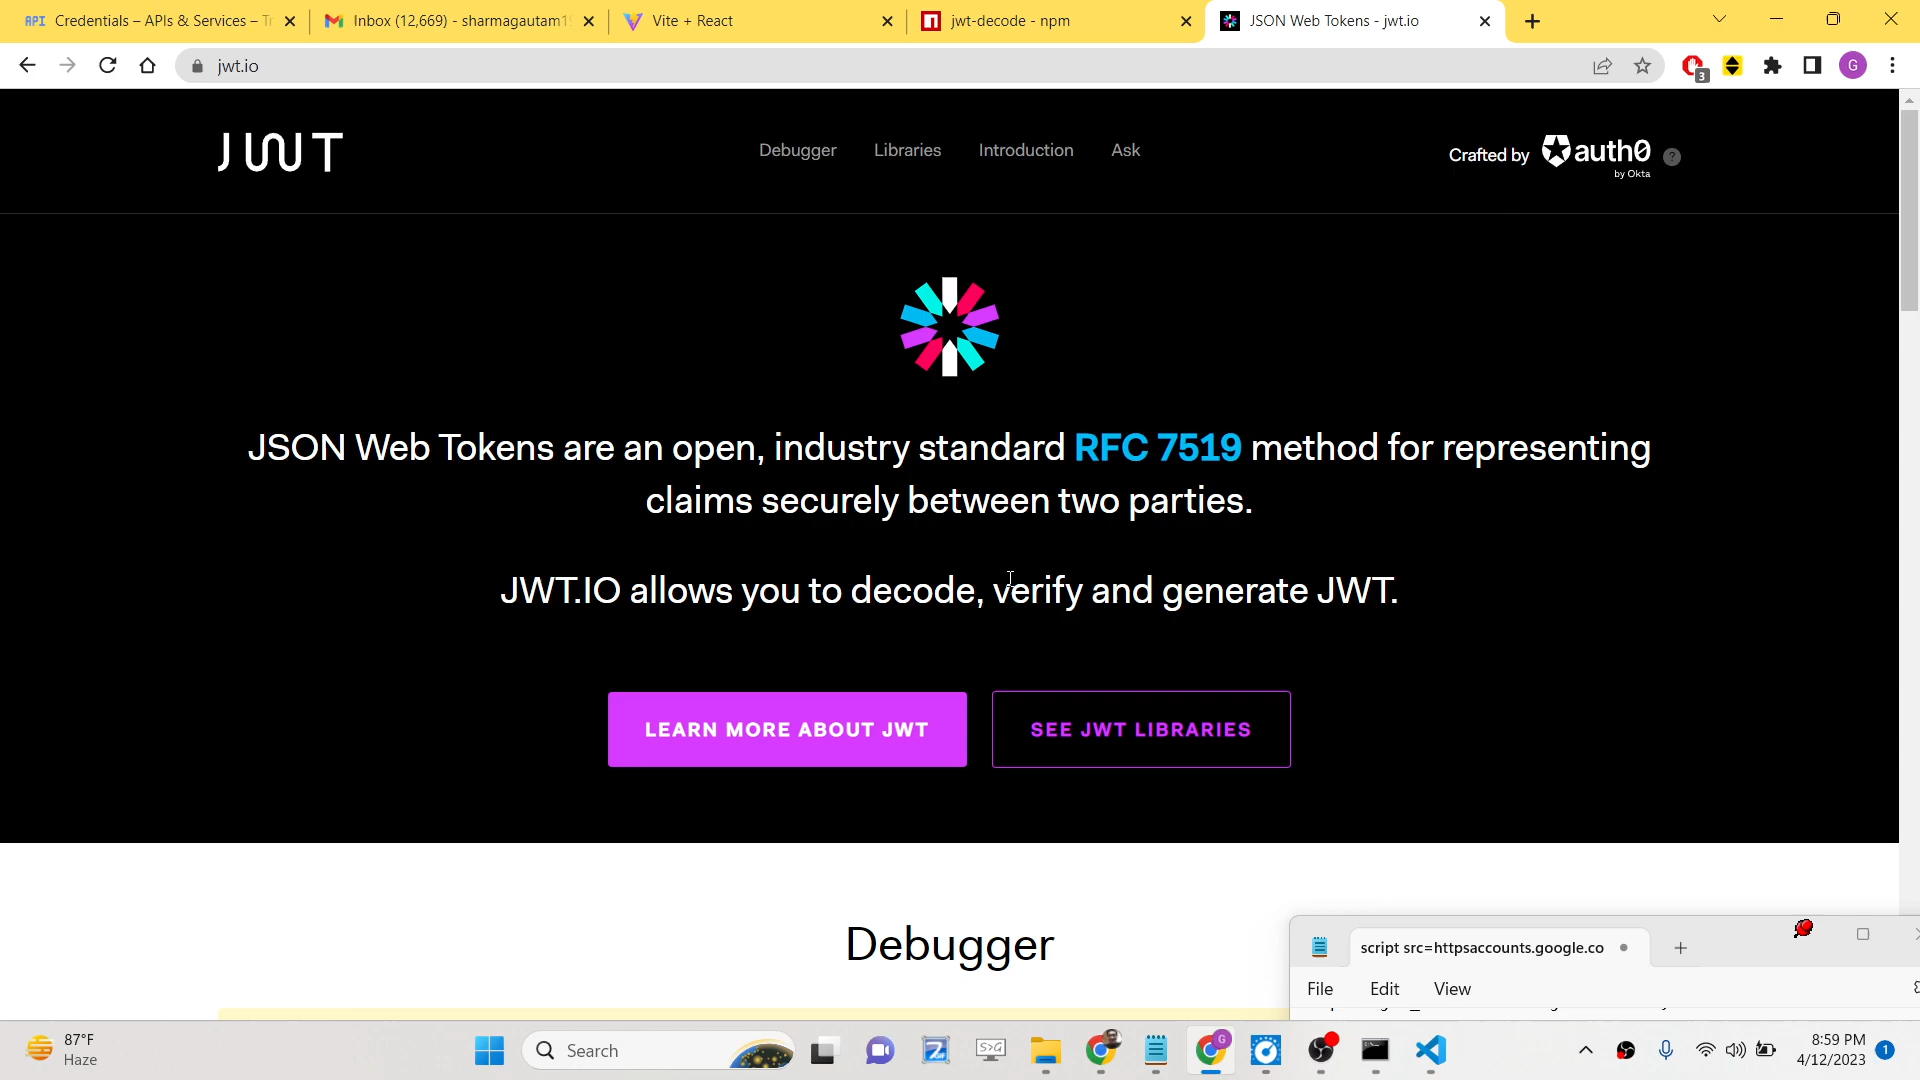 API Credentials – APIs & Services – Tr
Inbox (12,669) - sharmagautam1
Vite + React
jwt-decode - npm
JSON Web Tokens - jwt.io
jwt.io
3
G
JWT
Debugger
Libraries
Introduction
Ask
Crafted by auth0
by Okta
?
JSON Web Tokens are an open, industry standard RFC 7519 method for representing
claims securely between two parties.
JWT.IO allows you to decode, verify and generate JWT.
LEARN MORE ABOUT JWT
SEE JWT LIBRARIES
Debugger
script src=httpsaccounts.google.co
File
Edit
View
87°F
Haze
Search
S>G
G
8:59 PM
4/12/2023
1